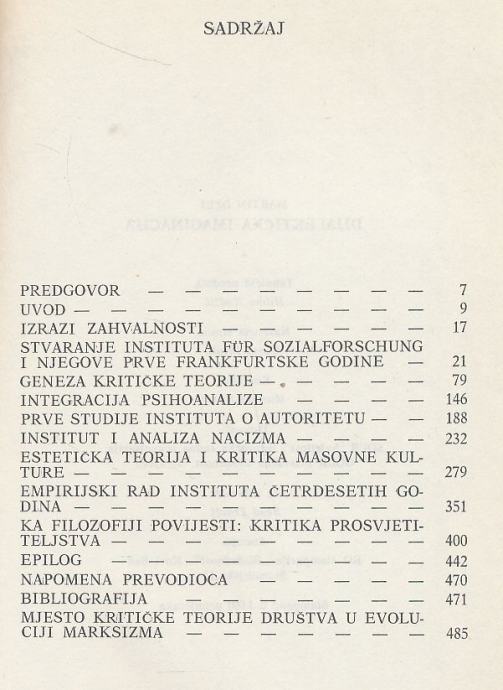 SADRŽAJ
PREDGOVOR — — — — — — — — 7
UVOD — — — — — — — — — — 9
IZRAZI ZAHVALNOSTI — — — — — 17
STVARANJE INSTITUTA FÜR SOZIALFORSCHUNG
I NJEGOVE PRVE FRANKFURTSKE GODINE — 21
GENEZA KRITIČKE TEORIJE — — — — — 79
INTEGRACIJA PSIHOANALIZE — — — — 146
PRVE STUDIJE INSTITUTA O AUTORITETU — — 188
INSTITUT I ANALIZA NACIZMA — — — — 232
ESTETIČKA TEORIJA I KRITIKA MASOVNE KUL-
TURE — — — — — — — — — — 279
EMPIRIJSKI RAD INSTITUTA ČETRDESETIH GO-
DINA — — — — — — — — — — 351
KA FILOZOFIJI POVIJESTI: KRITIKA PROSVJETI-
TELJSTVA — — — — — — — — — 400
EPILOG — — — — — — — — — 442
NAPOMENA PREVODIOCA — — — — — 470
BIBLIOGRAFIJA — — — — — — — 471
MJESTO KRITIČKE TEORIJE DRUŠTVA U EVOLU-
CIJI MARKSIZMA — — — — — — — 485